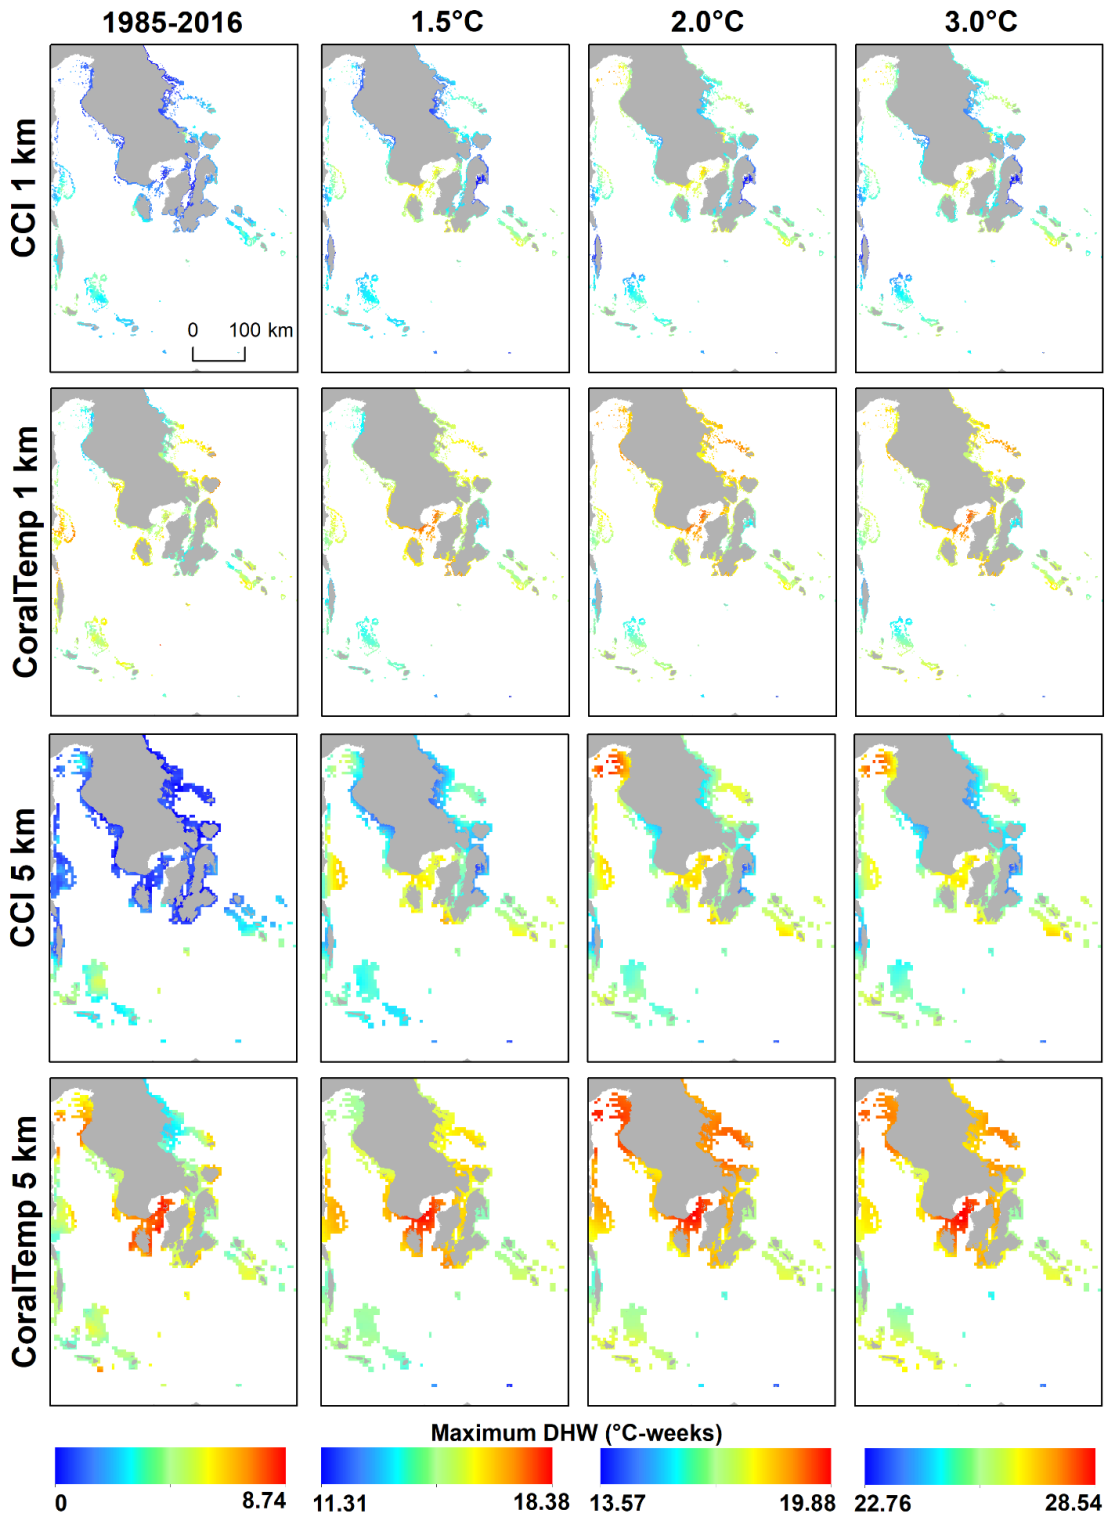 1985-2016 1.5°C 2.0°C 3.0°C
CCI 1 km
0 100 km
CoralTemp 1 km
CCI 5 km
CoralTemp 5 km
Maximum DHW (°C-weeks)
0 8.74 11.31 18.38 13.57 19.88 22.76 28.54